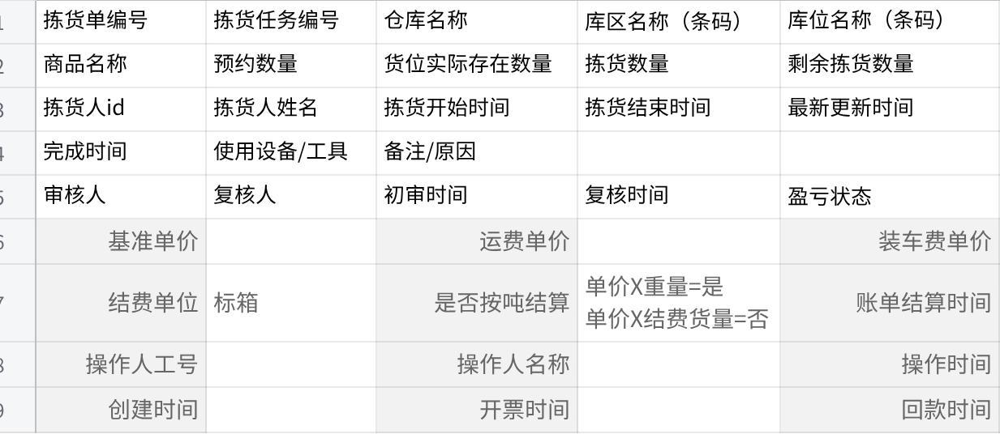 1 拣货单编号 拣货任务编号 仓库名称 库区名称（条码） 库位名称（条码）
2 商品名称 预约数量 货位实际存在数量 拣货数量 剩余拣货数量
3 拣货人id 拣货人姓名 拣货开始时间 拣货结束时间 最新更新时间
4 完成时间 使用设备/工具 备注/原因
5 审核人 复核人 初审时间 复核时间 盈亏状态
6 基准单价 运费单价 装车费单价
7 结费单位 标箱 是否按吨结算 单价X重量=是 账单结算时间
单价X结费货量=否
8 操作人工号 操作人名称 操作时间
9 创建时间 开票时间 回款时间